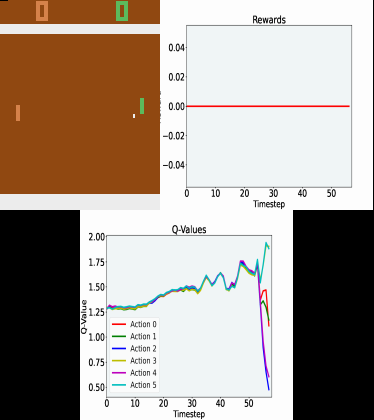 0 0
Rewards
0.04
0.02
0.00
−0.02
−0.04
0 10 20 30 40 50
Timestep
Q-Values
2.00
1.75
1.50
1.25
1.00
0.75
0.50
Q-Value
Action 0
Action 1
Action 2
Action 3
Action 4
Action 5
0 10 20 30 40 50
Timestep